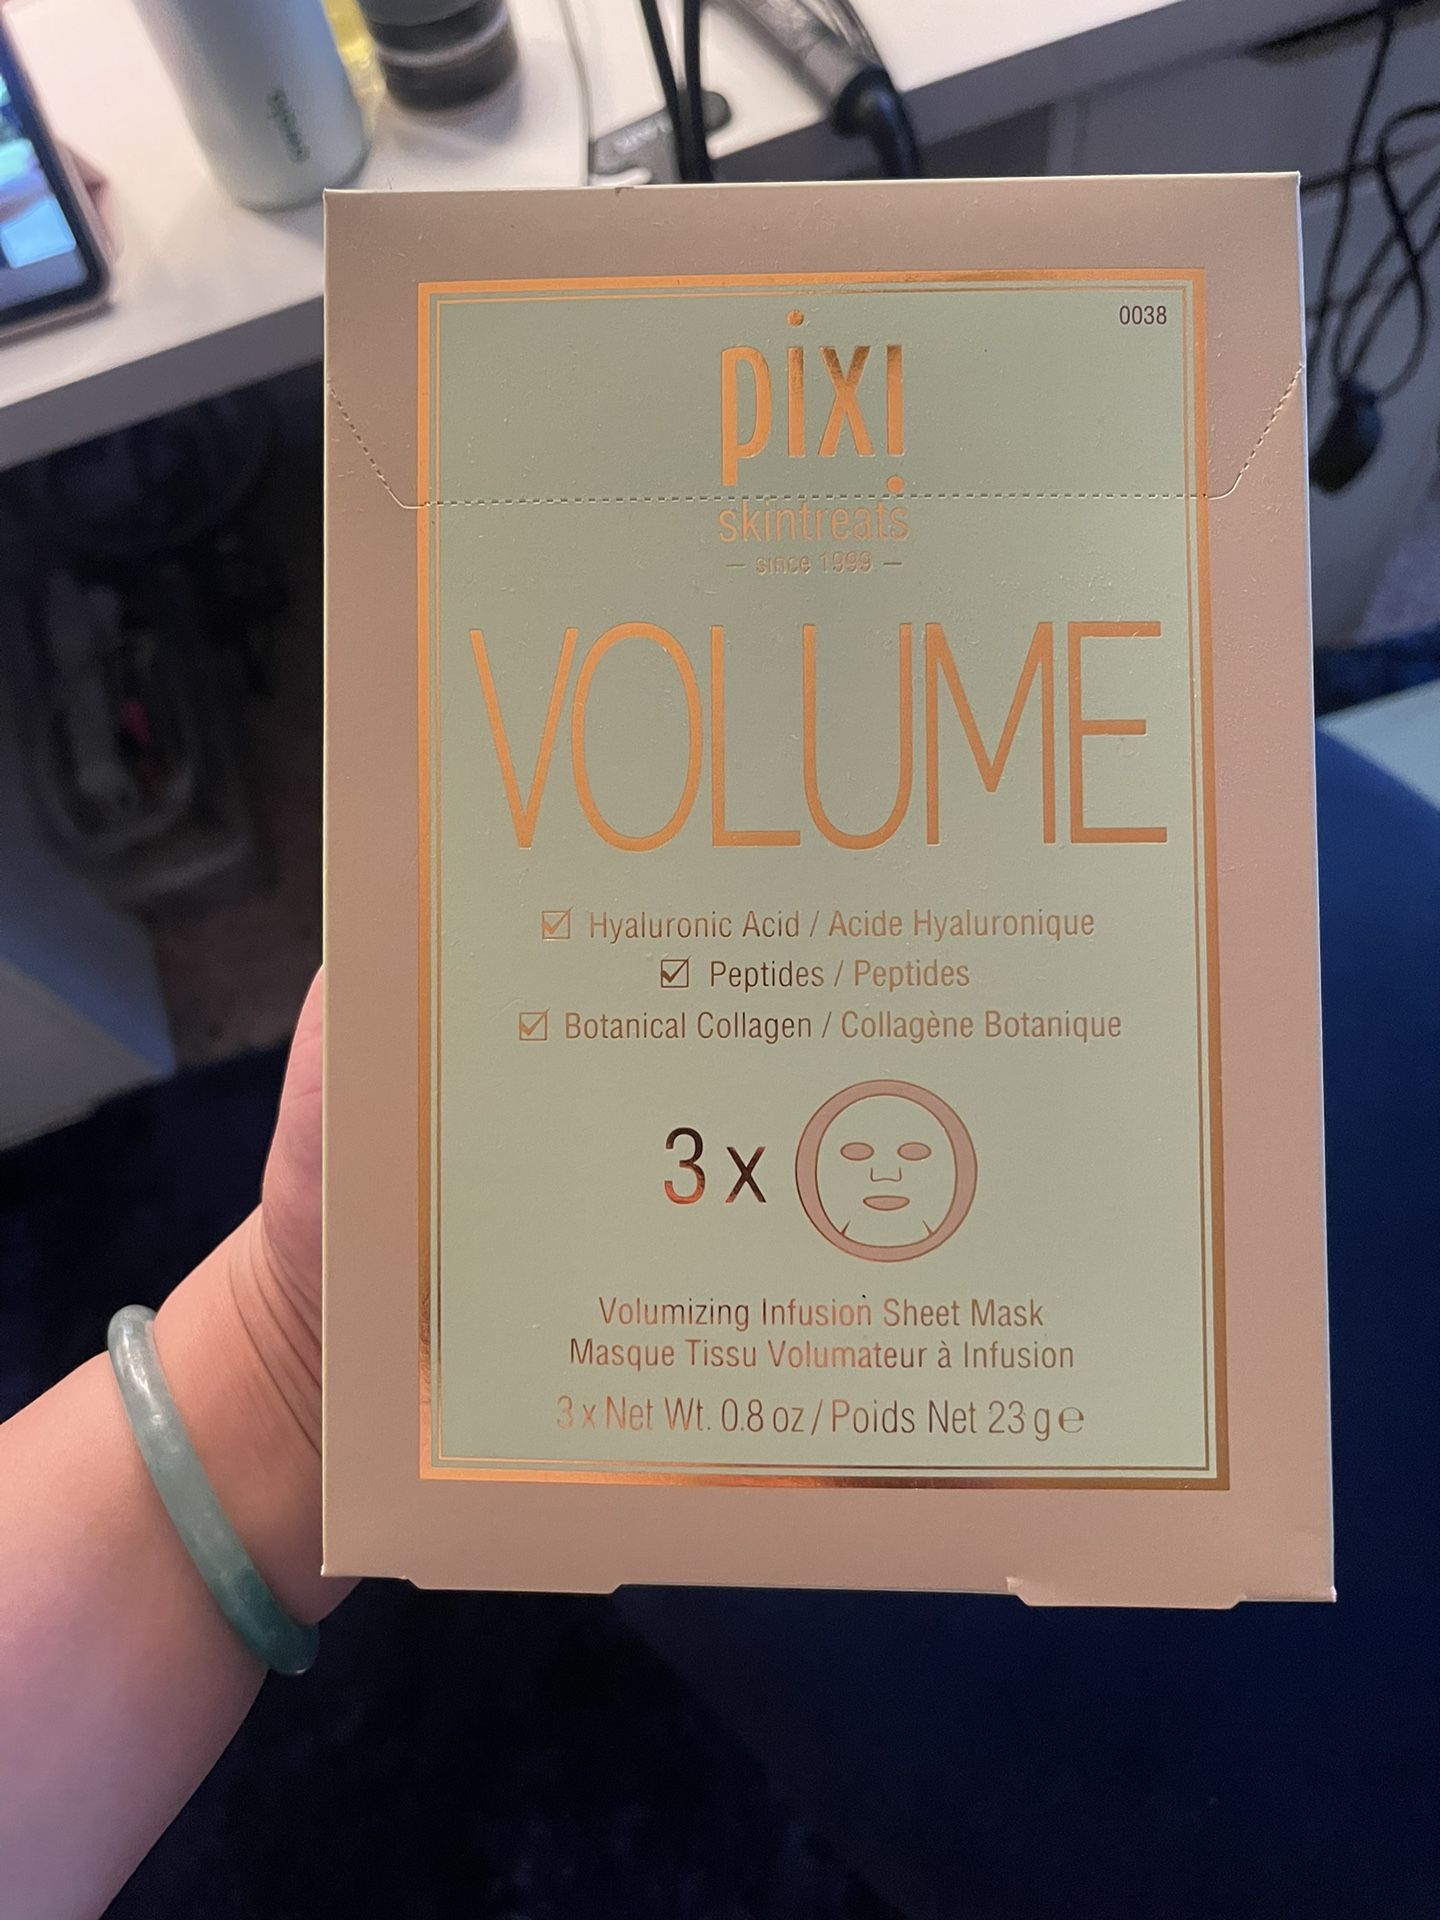 0038
pixi
skintreats
– since 1999 –
VOLUME
Hyaluronic Acid / Acide Hyaluronique
Peptides / Peptides
Botanical Collagen / Collagène Botanique
3 x
Volumizing Infusion Sheet Mask
Masque Tissu Volumateur à Infusion
3 x Net Wt. 0.8 oz / Poids Net 23 g ℮